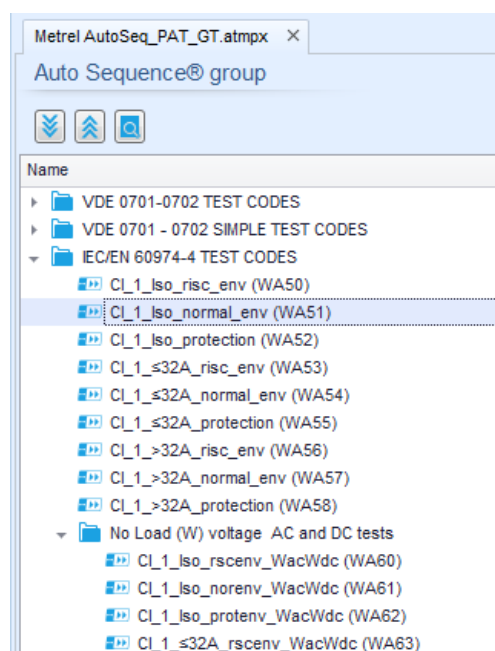 Metrel AutoSeq_PAT_GT.atmpx ×
Auto Sequence® group
Name
VDE 0701-0702 TEST CODES
VDE 0701 - 0702 SIMPLE TEST CODES
IEC/EN 60974-4 TEST CODES
Cl_1_Iso_risc_env (WA50)
Cl_1_Iso_normal_env (WA51)
Cl_1_Iso_protection (WA52)
Cl_1_≤32A_risc_env (WA53)
Cl_1_≤32A_normal_env (WA54)
Cl_1_≤32A_protection (WA55)
Cl_1_>32A_risc_env (WA56)
Cl_1_>32A_normal_env (WA57)
Cl_1_>32A_protection (WA58)
No Load (W) voltage AC and DC tests
Cl_1_Iso_rscenv_WacWdc (WA60)
Cl_1_Iso_norenv_WacWdc (WA61)
Cl_1_Iso_protenv_WacWdc (WA62)
Cl_1_≤32A_rscenv_WacWdc (WA63)